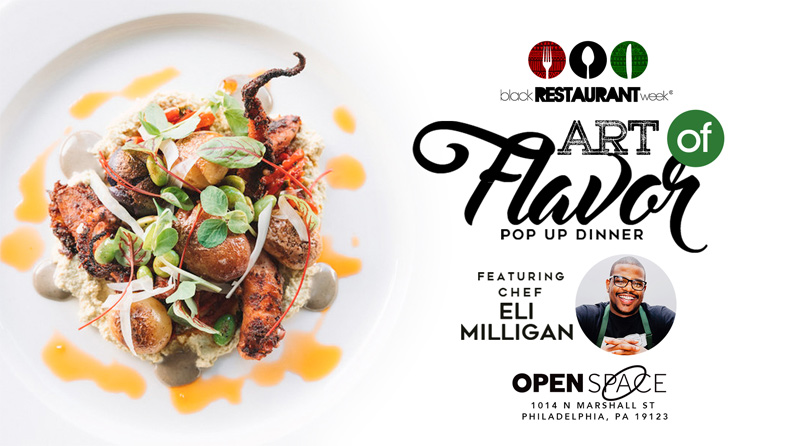 black RESTAURANT week®
ART of
Flavor
POP UP DINNER
FEATURING
CHEF
ELI
MILLIGAN
OPEN SPACE
1014 N MARSHALL ST
PHILADELPHIA, PA 19123